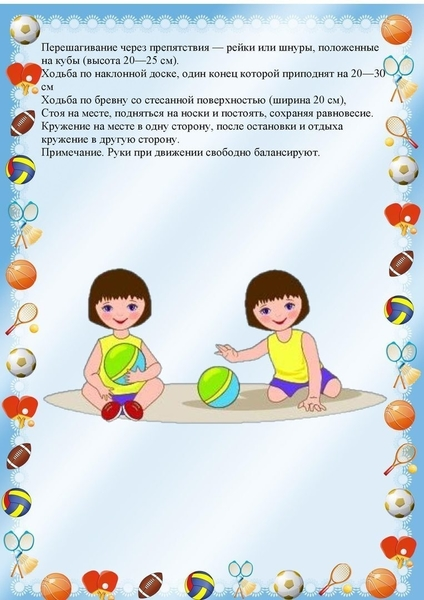 Перешагивание через препятствия — рейки или шнуры, положенные
на кубы (высота 20—25 см).
Ходьба по наклонной доске, один конец которой приподнят на 20—30
см
Ходьба по бревну со стесанной поверхностью (ширина 20 см),
Стоя на месте, подняться на носки и постоять, сохраняя равновесие.
Кружение на месте в одну сторону, после остановки и отдыха
кружение в другую сторону.
Примечание. Руки при движении свободно балансируют.